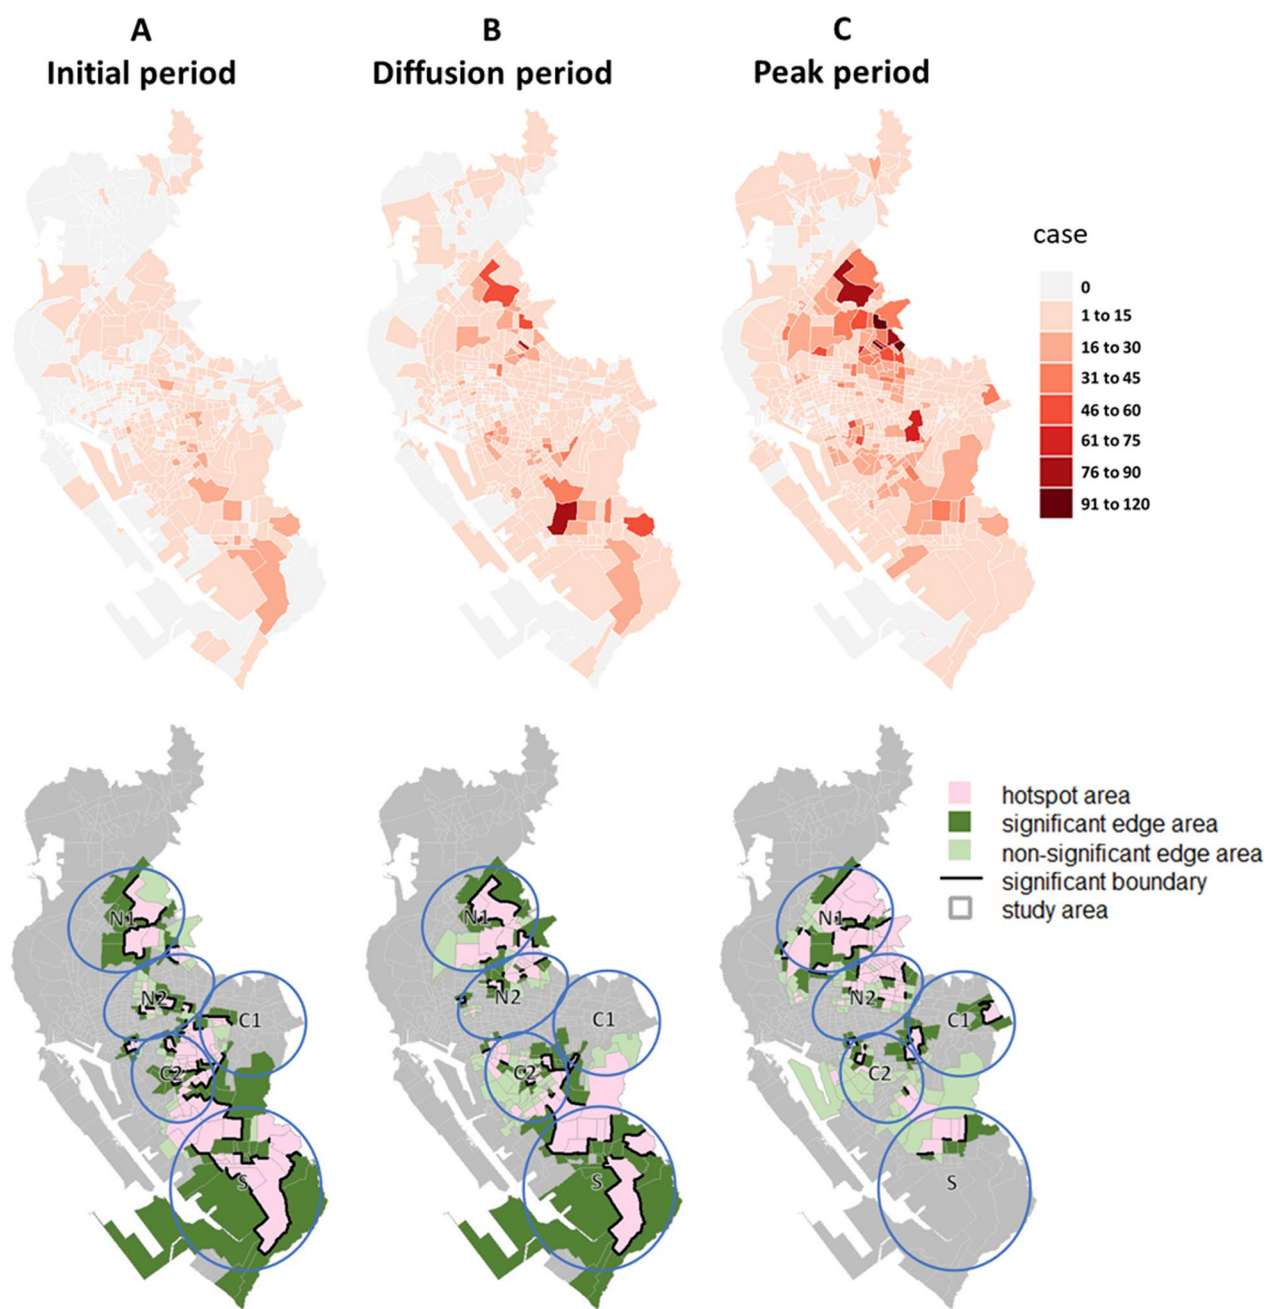 A
Initial period
B
Diffusion period
C
Peak period
case
0
1 to 15
16 to 30
31 to 45
46 to 60
61 to 75
76 to 90
91 to 120
N1
N2
C1
C2
S
N1
N2
C1
C2
S
N1
N2
C1
C2
S
hotspot area
significant edge area
non-significant edge area
significant boundary
study area